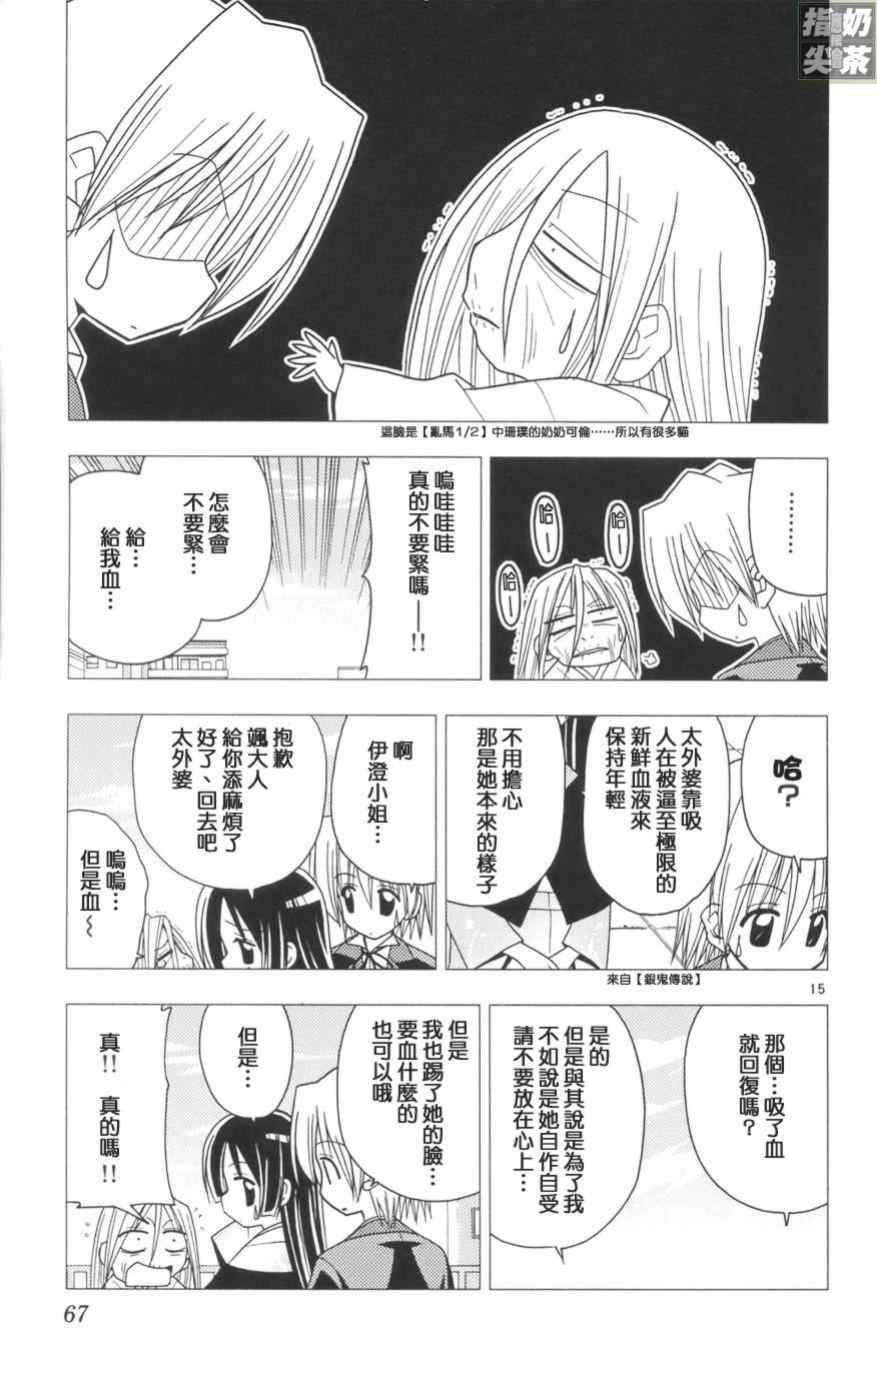 指奶
尖茶
這臉是【亂馬1/2】中珊璞的奶奶可倫……所以有很多貓
…………
哈ー
哈ー
哈ー
嗚哇哇哇
真的不要緊嗎
——!!
怎麼會
不要緊…
給…
給我血…
哈?
太外婆靠吸
人在被逼至極限的
新鮮血液來
保持年輕
不用擔心
那是她本來的樣子
來自【銀鬼傳說】
啊
伊澄小姐…
抱歉
颯大人
給你添麻煩了
好了、回去吧
太外婆
嗚嗚…
但是血～
15
那個…吸了血
就回復嗎?
是的
但是與其說是為了我
不如說是她自作自受
請不要放在心上…
但是
我也踢了她的臉…
要血什麼的
也可以哦
但是…
真!! 真的嗎!!
67